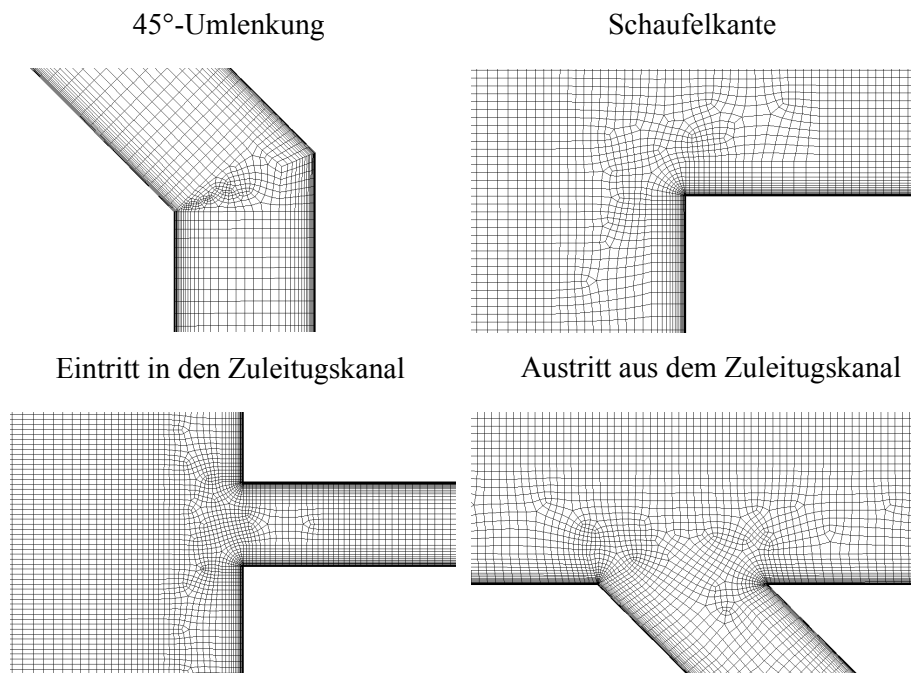 45°-Umlenkung
Schaufelkante
Eintritt in den Zuleitugskanal
Austritt aus dem Zuleitugskanal